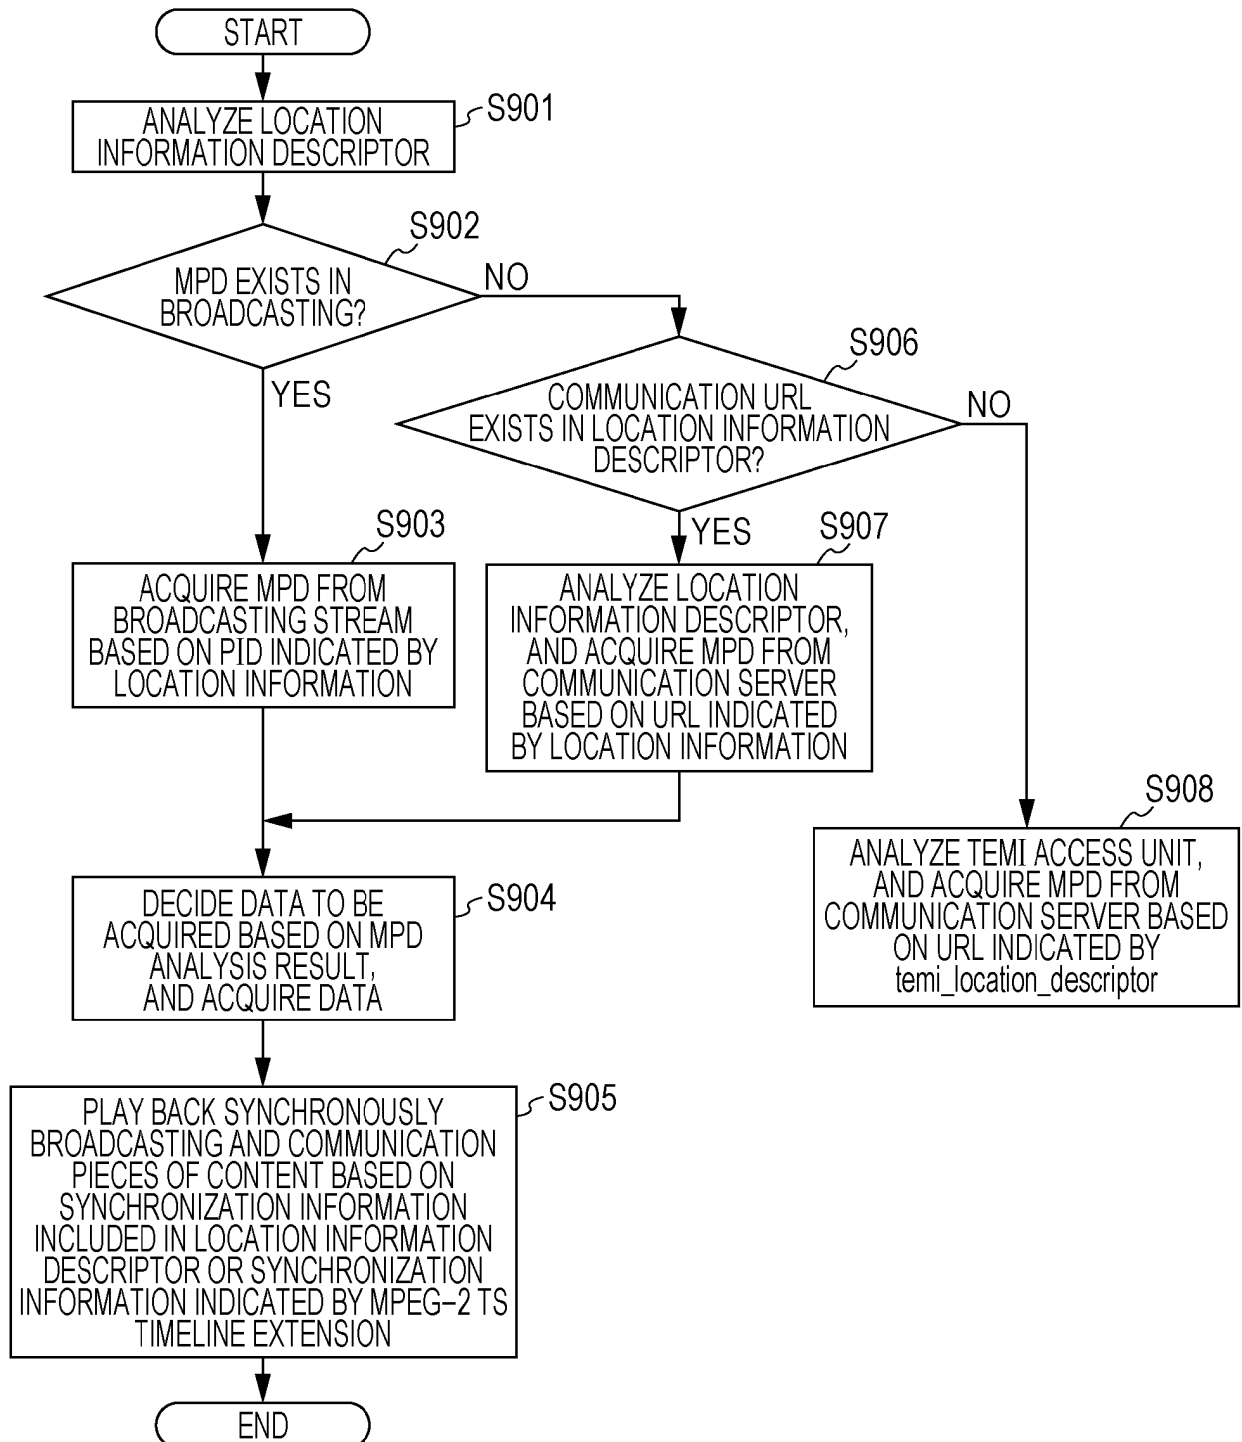 START
ANALYZE LOCATION
INFORMATION DESCRIPTOR
S901
S902
MPD EXISTS IN
BROADCASTING?
NO
YES
S906
COMMUNICATION URL
EXISTS IN LOCATION INFORMATION
DESCRIPTOR?
NO
YES
S903
ACQUIRE MPD FROM
BROADCASTING STREAM
BASED ON PID INDICATED BY
LOCATION INFORMATION
S907
ANALYZE LOCATION
INFORMATION DESCRIPTOR,
AND ACQUIRE MPD FROM
COMMUNICATION SERVER
BASED ON URL INDICATED
BY LOCATION INFORMATION
S908
ANALYZE TEMI ACCESS UNIT,
AND ACQUIRE MPD FROM
COMMUNICATION SERVER BASED
ON URL INDICATED BY
temi_location_descriptor
S904
DECIDE DATA TO BE
ACQUIRED BASED ON MPD
ANALYSIS RESULT,
AND ACQUIRE DATA
S905
PLAY BACK SYNCHRONOUSLY
BROADCASTING AND COMMUNICATION
PIECES OF CONTENT BASED ON
SYNCHRONIZATION INFORMATION
INCLUDED IN LOCATION INFORMATION
DESCRIPTOR OR SYNCHRONIZATION
INFORMATION INDICATED BY MPEG-2 TS
TIMELINE EXTENSION
END